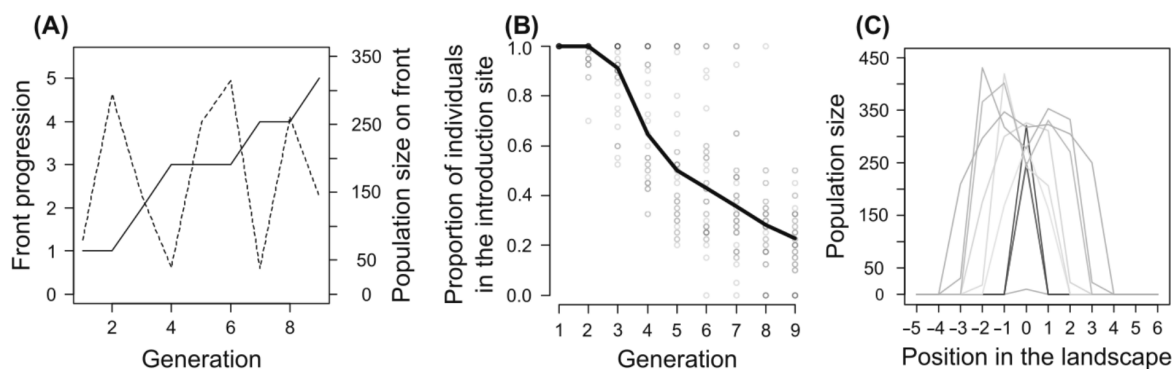 (A)
Front progression
5
4
3
2
1
0
350
250
150
50
0
Population size on front
2 4 6 8
Generation
(B)
Proportion of individuals
in the introduction site
1.0
0.8
0.6
0.4
0.2
0.0
1 2 3 4 5 6 7 8 9
Generation
(C)
Population size
450
350
250
150
50
0
-5 -4 -3 -2 -1 0 1 2 3 4 5 6
Position in the landscape